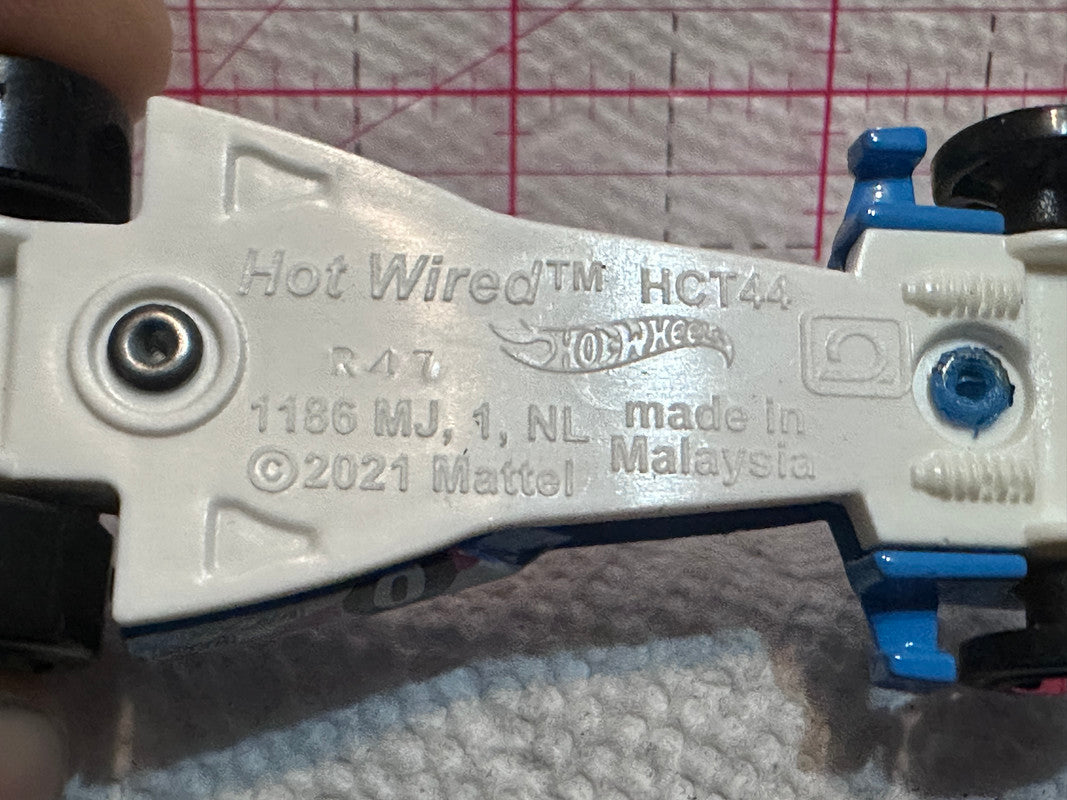 Hot Wired™ HCT44
HOT WHEELS
R47
1186 MJ, 1, NL
made in
Malaysia
©2021 Mattel